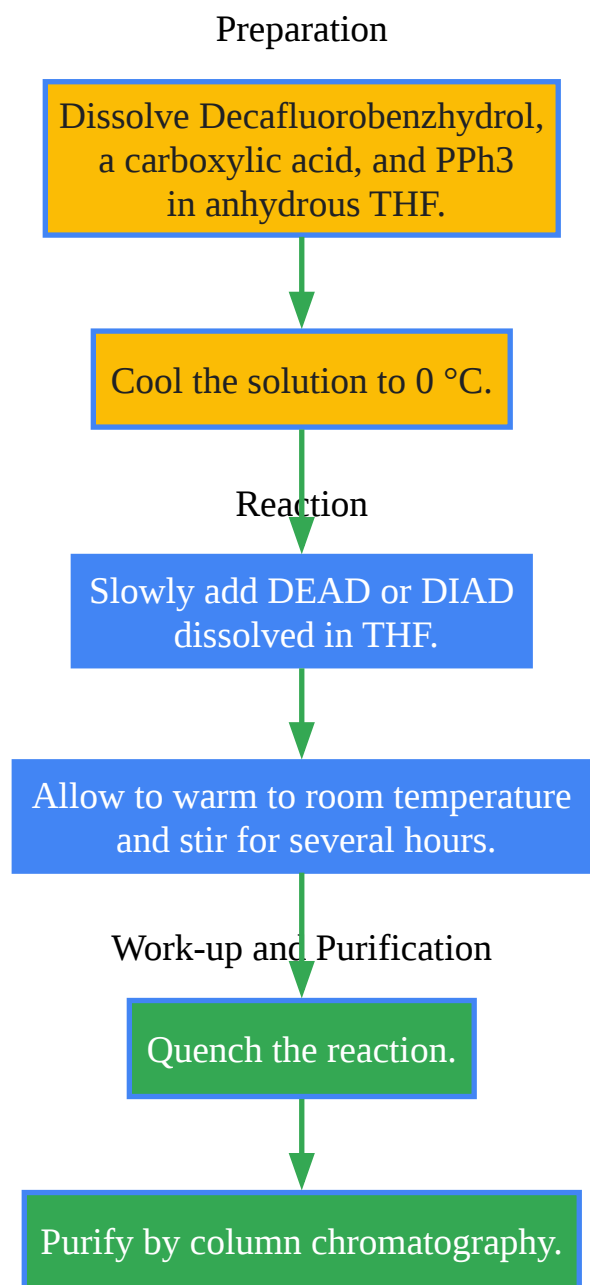 Preparation
Dissolve Decafluorobenzhydrol,
a carboxylic acid, and PPh3
in anhydrous THF.
Cool the solution to 0 °C.
Reaction
Slowly add DEAD or DIAD
dissolved in THF.
Allow to warm to room temperature
and stir for several hours.
Work-up and Purification
Quench the reaction.
Purify by column chromatography.